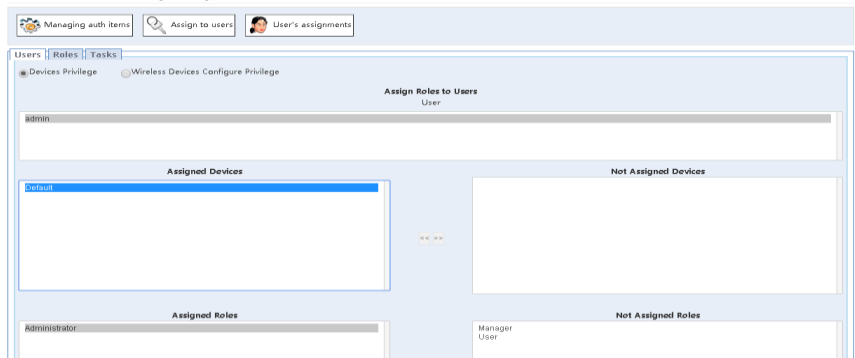 Managing auth items Assign to users User's assignments
Users Roles Tasks
Devices Privilege Wireless Devices Configure Privilege
Assign Roles to Users
User
admin
Assigned Devices Not Assigned Devices
Default
<< >>
Assigned Roles Not Assigned Roles
Administrator Manager
User